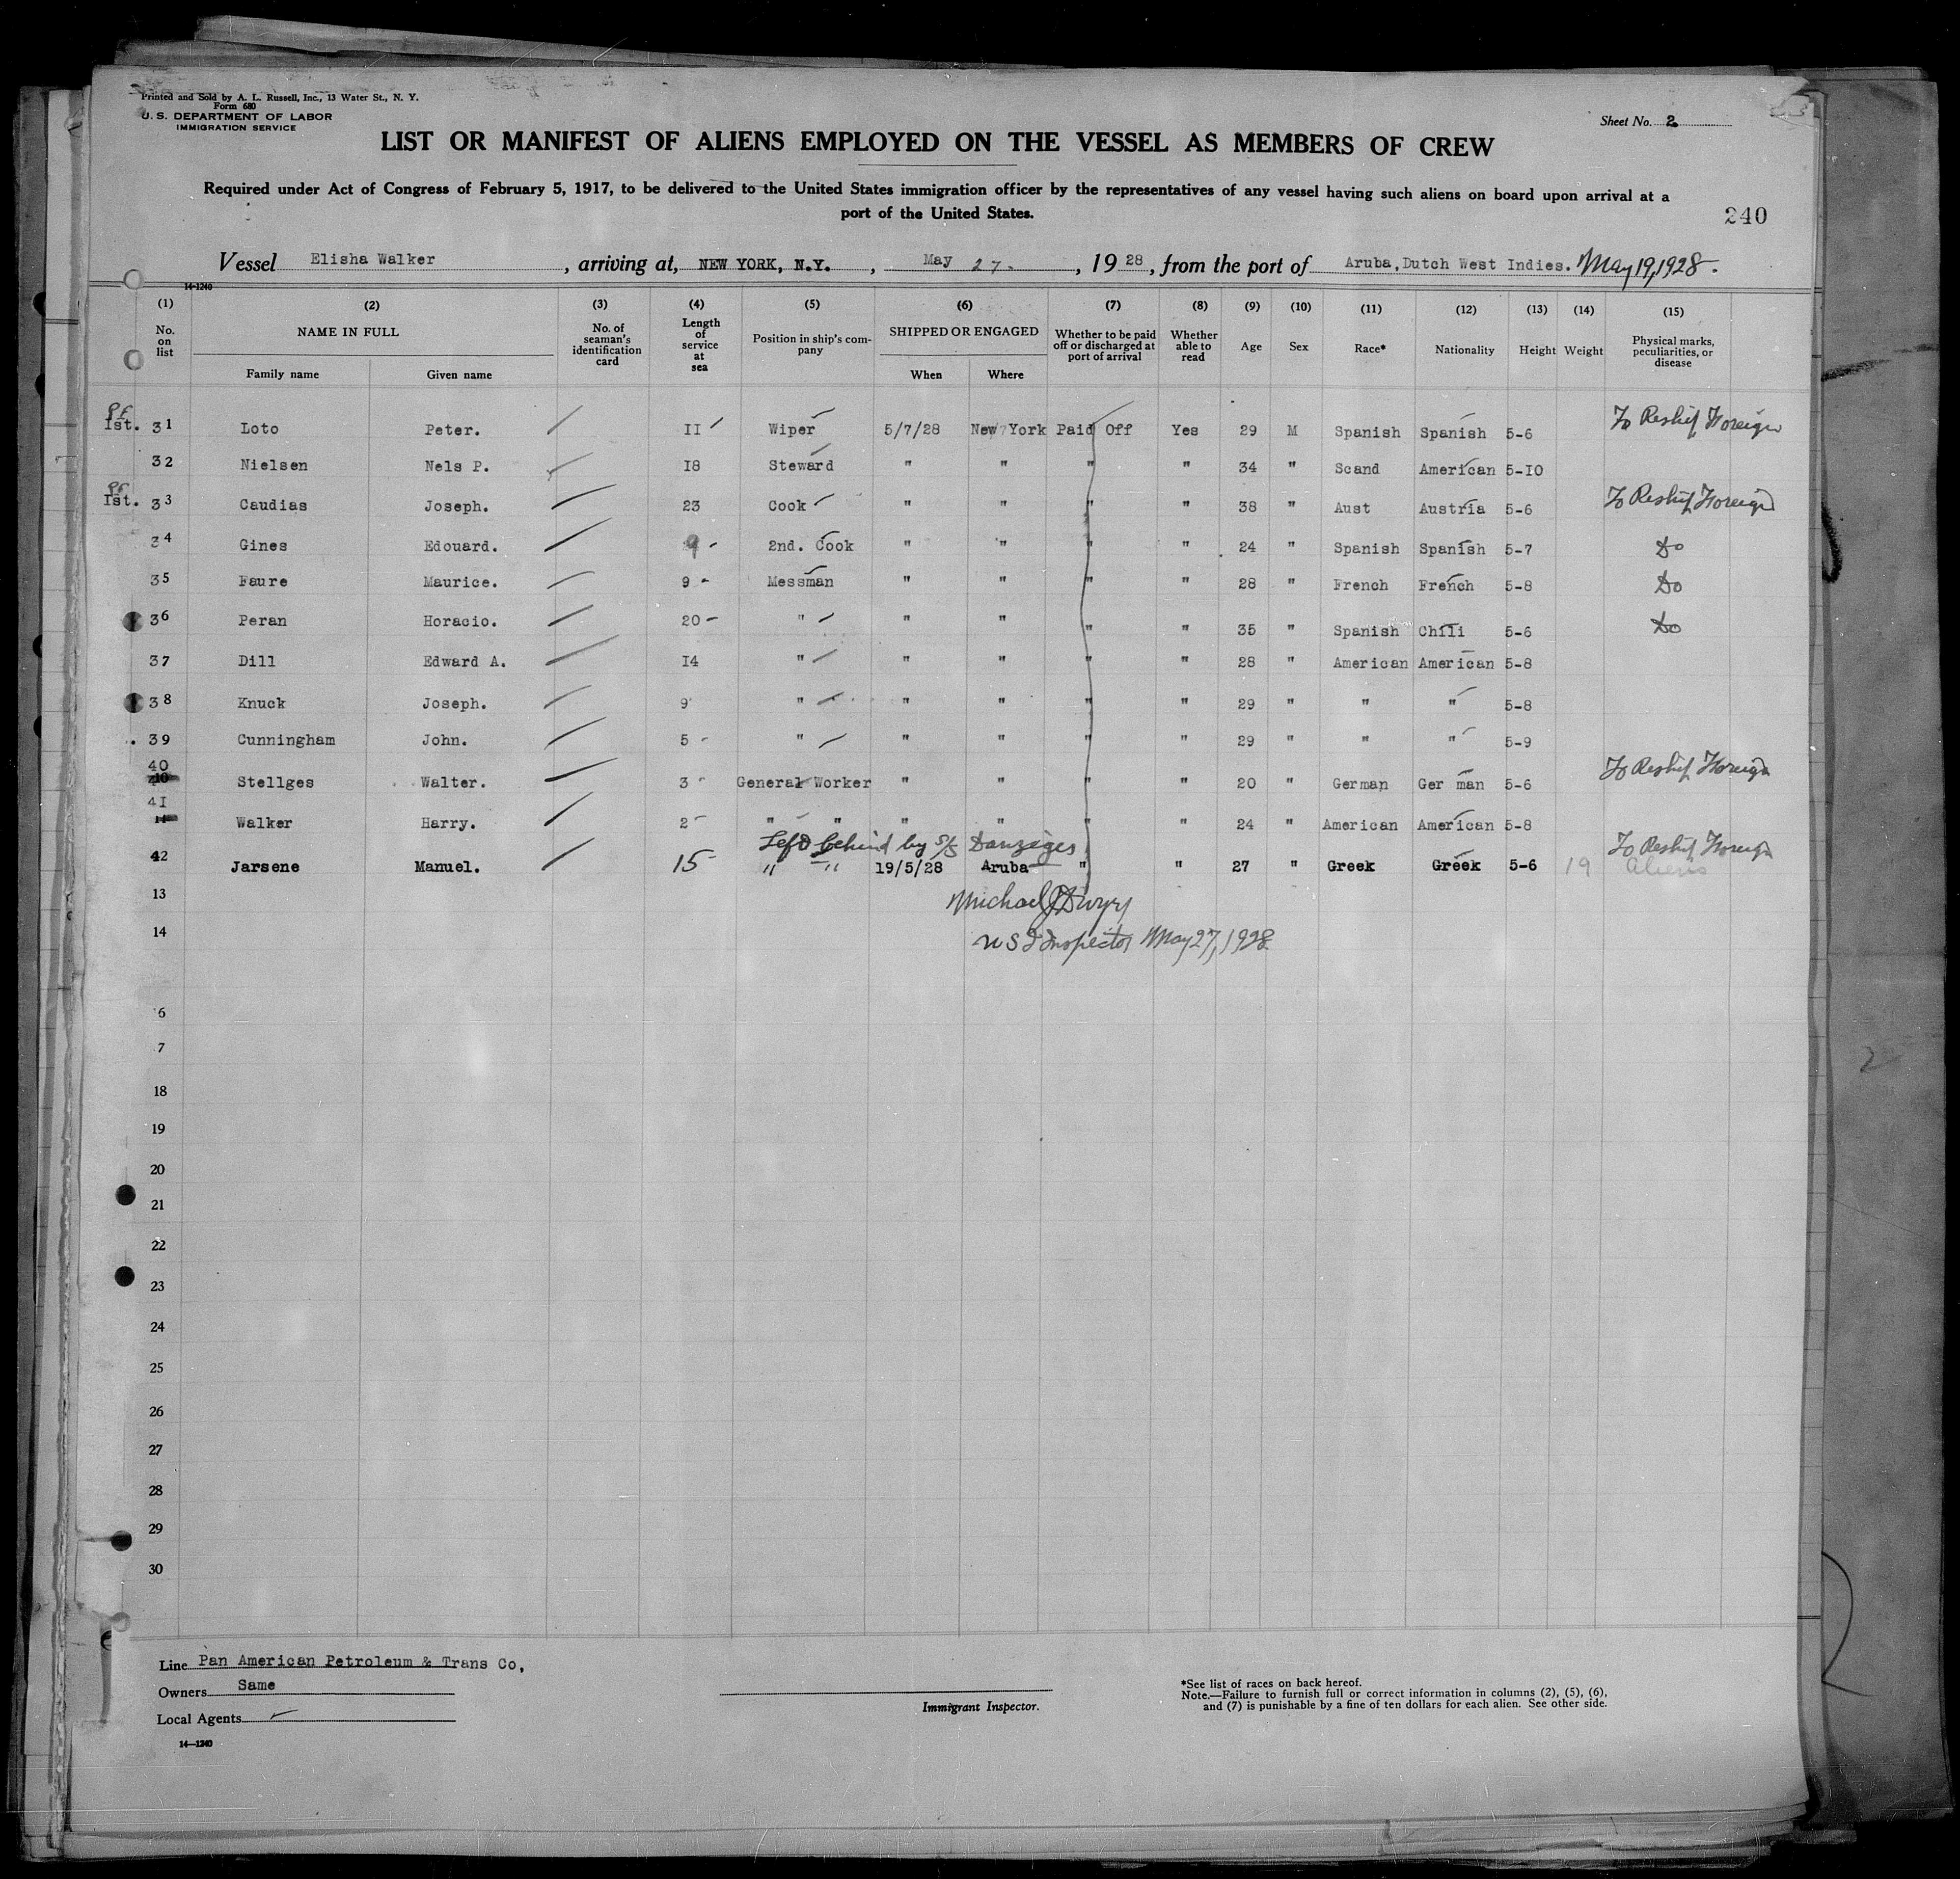 Printed and Sold by A. L. Russell, Inc., 13 Water St., N. Y.
Form 680
U. S. DEPARTMENT OF LABOR
IMMIGRATION SERVICE
Sheet No. 2
LIST OR MANIFEST OF ALIENS EMPLOYED ON THE VESSEL AS MEMBERS OF CREW
Required under Act of Congress of February 5, 1917, to be delivered to the United States immigration officer by the representatives of any vessel having such aliens on board upon arrival at a
port of the United States.
240
Vessel Elisha Walker, arriving at, NEW YORK, N.Y., May 27, 1928, from the port of Aruba, Dutch West Indies. May 19, 1928.
14-1240
(1) (2) (3) (4) (5) (6) (7) (8) (9) (10) (11) (12) (13) (14) (15)
No. on list NAME IN FULL Family name Given name No. of seaman's identification card Length of service at sea Position in ship's company SHIPPED OR ENGAGED When Where Whether to be paid off or discharged at port of arrival Whether able to read Age Sex Race* Nationality Height Weight Physical marks, peculiarities, or disease
Ist. 31 Loto Peter. 11 Wiper 5/7/28 New York Paid Off Yes 29 M Spanish Spanish 5-6 To Reship Foreign
32 Nielsen Nels P. 18 Steward " " " " 34 " Scand American 5-10
Ist. 33 Caudias Joseph. 23 Cook " " " " 38 " Aust Austria 5-6 To Reship Foreign
34 Gines Edouard. 9 2nd. Cook " " " " 24 " Spanish Spanish 5-7 Do
35 Faure Maurice. 9 Messman " " " " 28 " French French 5-8 Do
36 Peran Horacio. 20 " " " " " 35 " Spanish Chili 5-6 Do
37 Dill Edward A. 14 " " " " " 28 " American American 5-8
38 Knuck Joseph. 9 " " " " " 29 " " " 5-8
39 Cunningham John. 5 " " " " " 29 " " " 5-9
40 Stellges Walter. 3 General Worker " " " " 20 " German Ger man 5-6 To Reship Foreign
41 Walker Harry. 2 " " " " " " 24 " American American 5-8
Left behind by S/S Danziges
42 Jarsene Manuel. 15 " " 19/5/28 Aruba " " 27 " Greek Greek 5-6 19 Aliens To Reship Foreign
13 Michael J Dwyer
14 U S I Inspector May 27, 1928
6
7
18
19
20
21
22
23
24
25
26
27
28
29
30
Line Pan American Petroleum & Trans Co,
Owners Same
Local Agents
14—1240
Immigrant Inspector.
*See list of races on back hereof.
Note.—Failure to furnish full or correct information in columns (2), (5), (6),
and (7) is punishable by a fine of ten dollars for each alien. See other side.